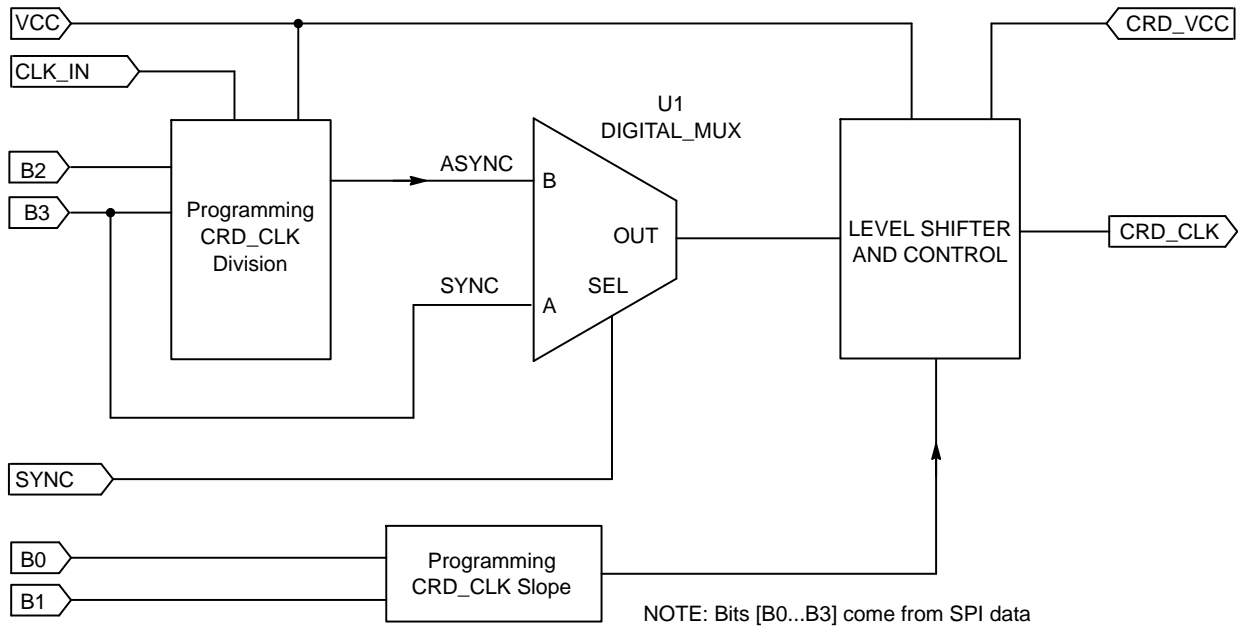 VCC
CRD_VCC
CLK_IN
U1
DIGITAL_MUX
B2
ASYNC
B
B3
Programming
CRD_CLK
Division
OUT
LEVEL SHIFTER
AND CONTROL
CRD_CLK
SYNC
SEL
A
SYNC
B0
Programming
CRD_CLK Slope
B1
NOTE: Bits [B0...B3] come from SPI data